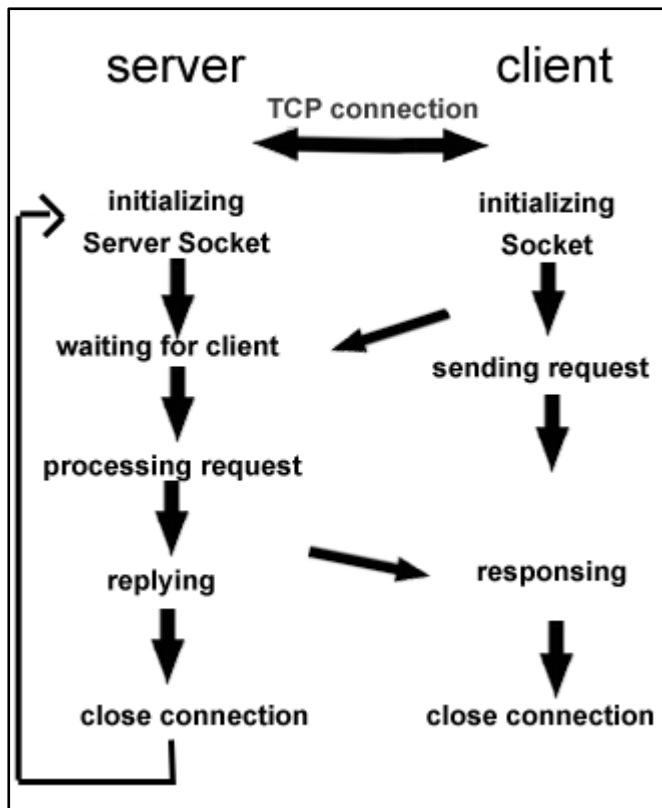 server
client
TCP connection
initializing
Server Socket
waiting for client
processing request
replying
close connection
initializing
Socket
sending request
responsing
close connection